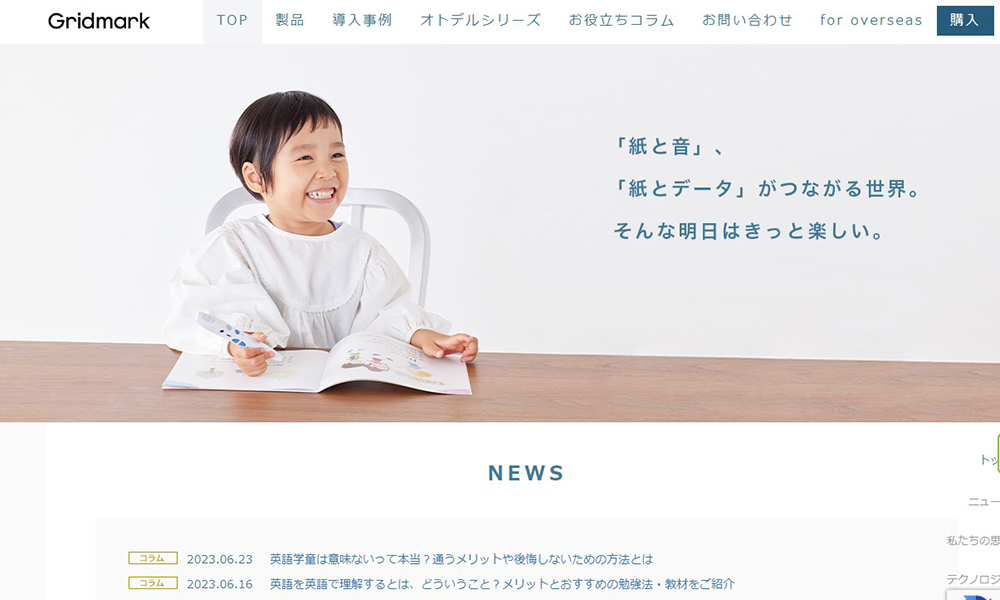 Gridmark
TOP 製品 導入事例 オトデルシリーズ お役立ちコラム お問い合わせ for overseas 購入
「紙と音」、
「紙とデータ」がつながる世界。
そんな明日はきっと楽しい。
NEWS
コラム 2023.06.23 英語学童は意味ないって本当？通うメリットや後悔しないための方法とは
コラム 2023.06.16 英語を英語で理解するとは、どういうこと？メリットとおすすめの勉強法・教材をご紹介
トッ
ニュー
私たちの思
テクノロジ